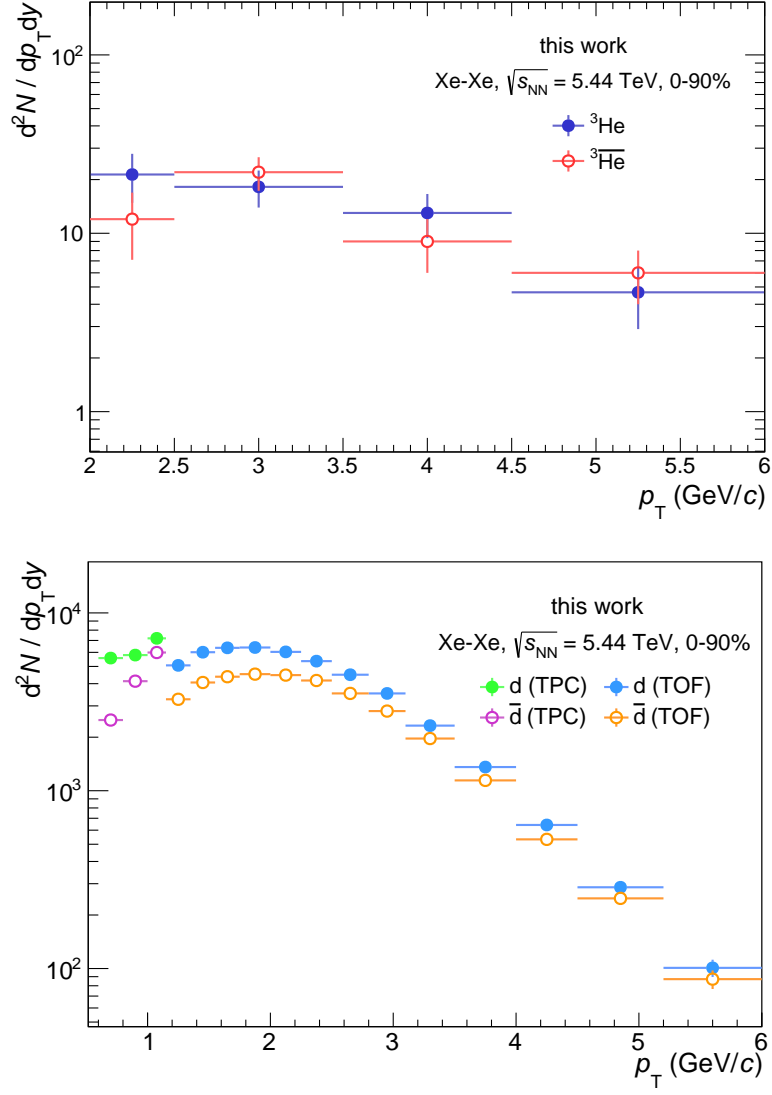 d²N / dp_T dy
10²
10
1
this work
Xe-Xe, √s_NN = 5.44 TeV, 0-90%
³He
³H̅e̅
2 2.5 3 3.5 4 4.5 5 5.5 6
p_T (GeV/c)
d²N / dp_T dy
10⁴
10³
10²
this work
Xe-Xe, √s_NN = 5.44 TeV, 0-90%
d (TPC) d (TOF)
d̅ (TPC) d̅ (TOF)
1 2 3 4 5 6
p_T (GeV/c)